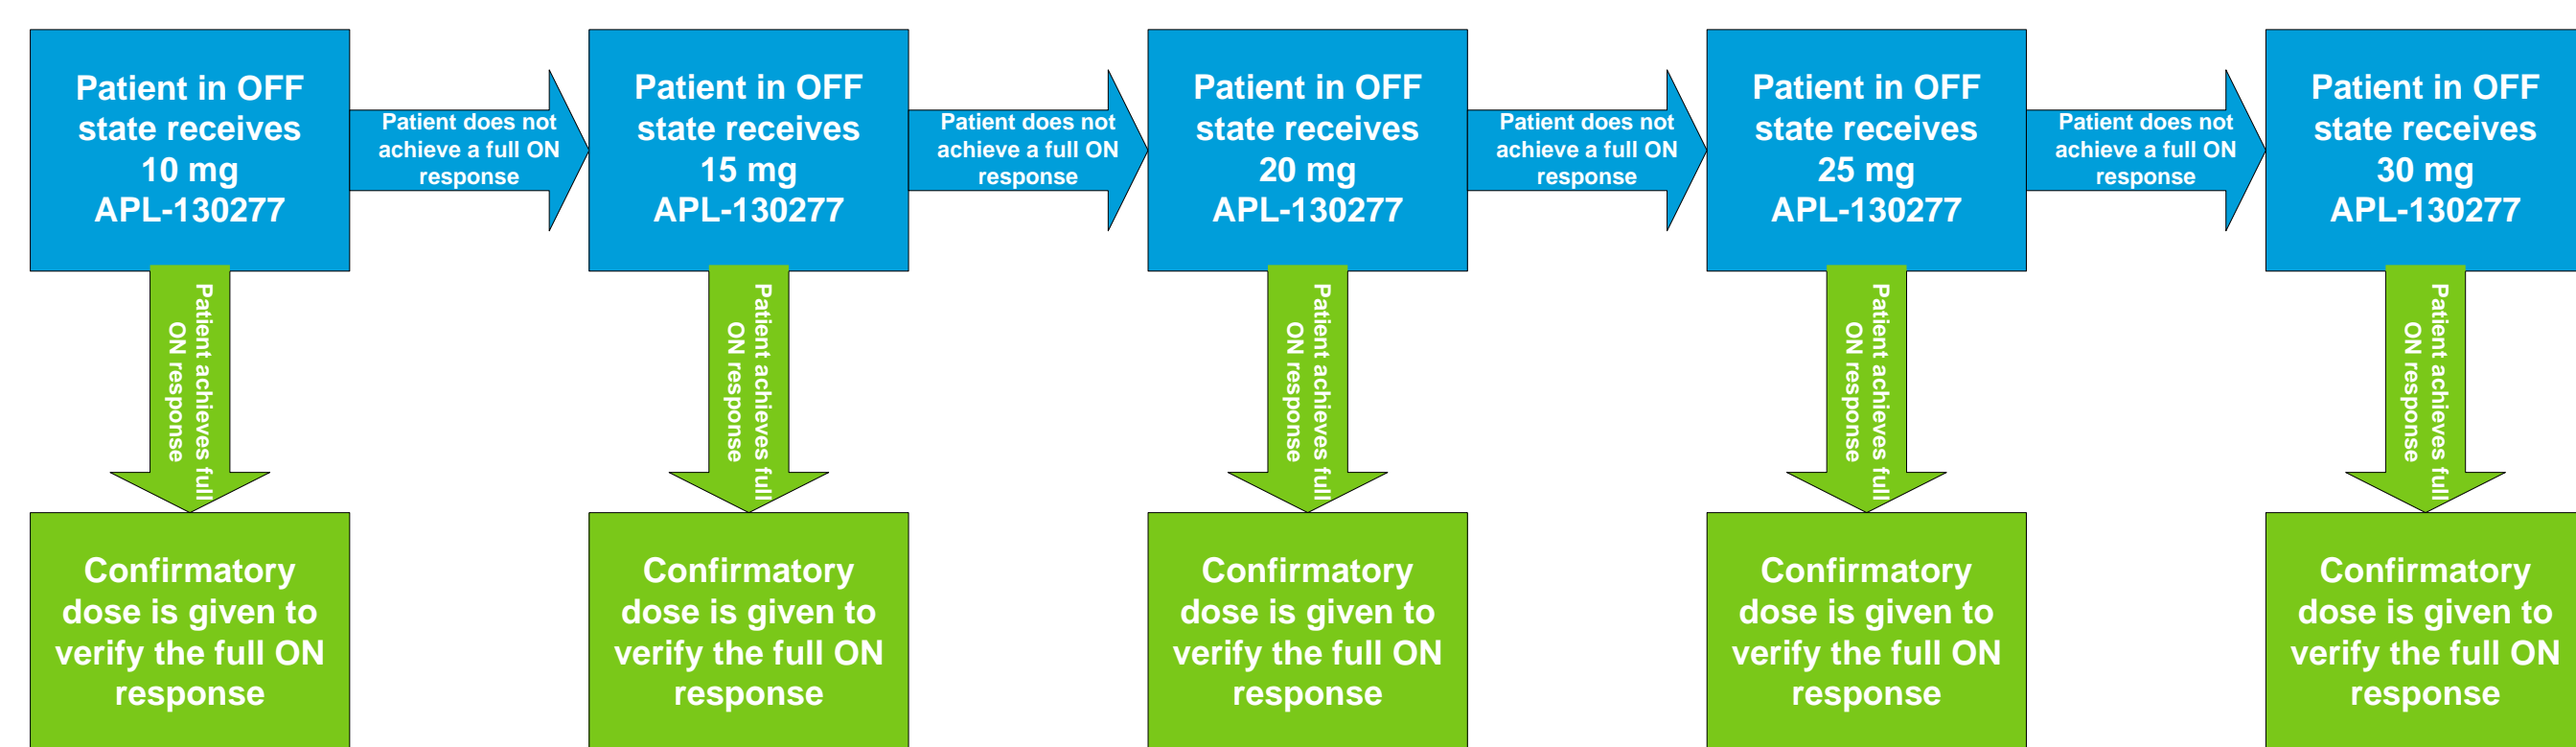 Patient in OFF
state receives
10 mg
APL-130277
Patient does not
achieve a full ON
response
Patient in OFF
state receives
15 mg
APL-130277
Patient does not
achieve a full ON
response
Patient in OFF
state receives
20 mg
APL-130277
Patient does not
achieve a full ON
response
Patient in OFF
state receives
25 mg
APL-130277
Patient does not
achieve a full ON
response
Patient in OFF
state receives
30 mg
APL-130277
Patient achieves full
ON response
Patient achieves full
ON response
Patient achieves full
ON response
Patient achieves full
ON response
Patient achieves full
ON response
Confirmatory
dose is given to
verify the full ON
response
Confirmatory
dose is given to
verify the full ON
response
Confirmatory
dose is given to
verify the full ON
response
Confirmatory
dose is given to
verify the full ON
response
Confirmatory
dose is given to
verify the full ON
response